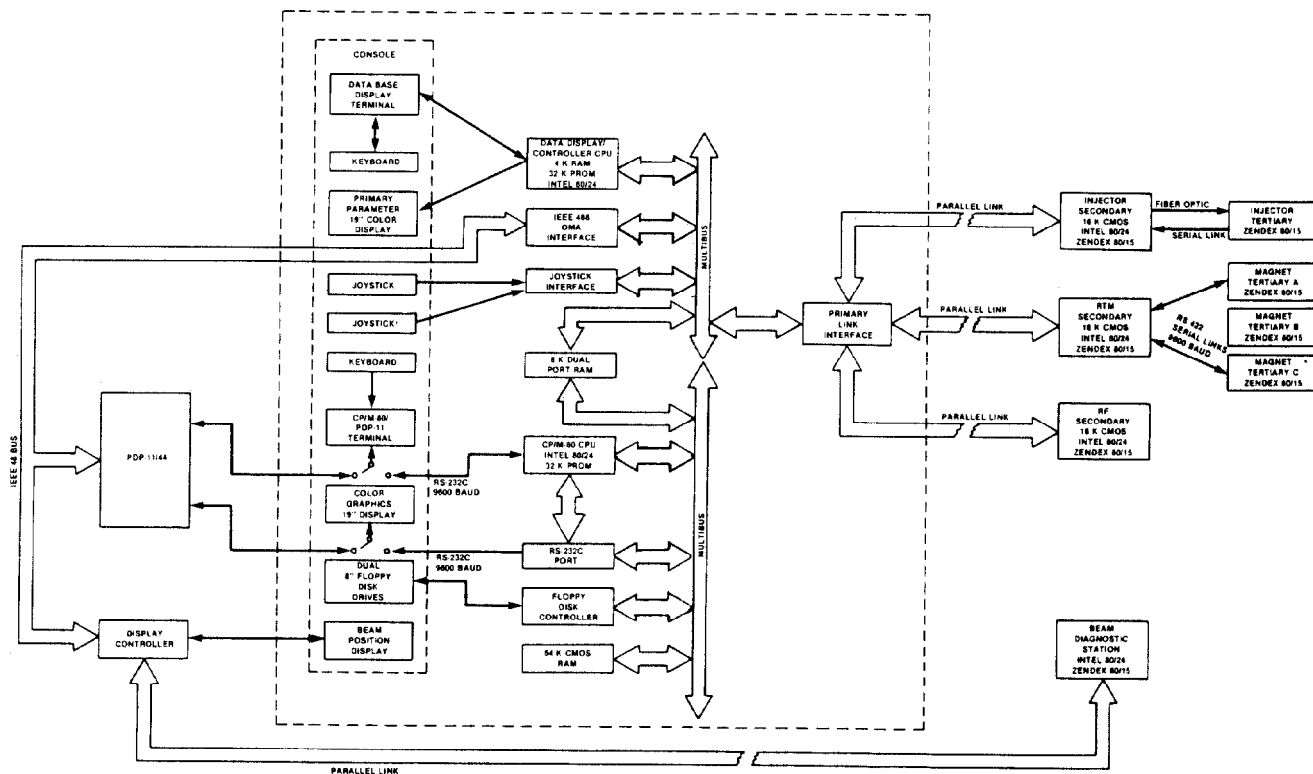 CONSOLE
DATA BASE
DISPLAY
TERMINAL
KEYBOARD
PRIMARY
PARAMETER
19" COLOR
DISPLAY
JOYSTICK
JOYSTICK
KEYBOARD
CP/M-80/
PDP-11
TERMINAL
COLOR
GRAPHICS
19" DISPLAY
DUAL
8" FLOPPY
DISK
DRIVES
BEAM
POSITION
DISPLAY
IEEE 48 BUS
PDP-11/44
DISPLAY
CONTROLLER
RS-232C
9600 BAUD
RS-232C
9600 BAUD
DATA DISPLAY/
CONTROLLER CPU
4 K RAM
32 K PROM
INTEL 80/24
IEEE 488
DMA
INTERFACE
JOYSTICK
INTERFACE
8 K DUAL
PORT RAM
CP/M-80 CPU
INTEL 80/24
32 K PROM
RS-232C
PORT
FLOPPY
DISK
CONTROLLER
64 K CMOS
RAM
MULTIBUS
MULTIBUS
PRIMARY
LINK
INTERFACE
PARALLEL LINK
PARALLEL LINK
PARALLEL LINK
INJECTOR
SECONDARY
16 K CMOS
INTEL 80/24
ZENDEX 80/15
FIBER OPTIC
SERIAL LINK
INJECTOR
TERTIARY
ZENDEX 80/15
RTM
SECONDARY
16 K CMOS
INTEL 80/24
ZENDEX 80/15
RS 422
SERIAL LINKS
9600 BAUD
MAGNET
TERTIARY A
ZENDEX 80/15
MAGNET
TERTIARY B
ZENDEX 80/15
MAGNET
TERTIARY C
ZENDEX 80/15
RF
SECONDARY
16 K CMOS
INTEL 80/24
ZENDEX 80/15
BEAM
DIAGNOSTIC
STATION
INTEL 80/24
ZENDEX 80/15
PARALLEL LINK